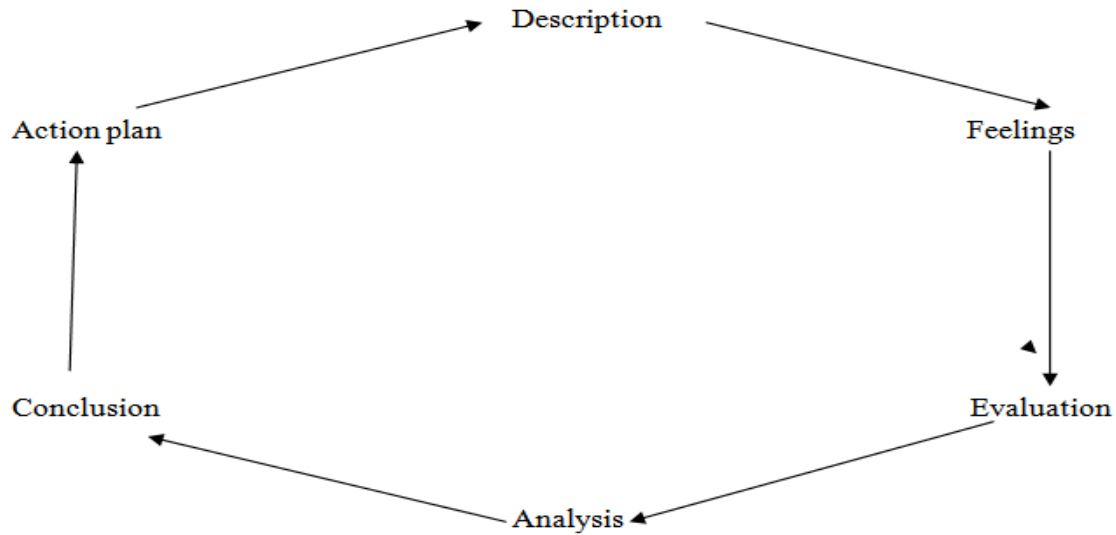 Description
Action plan
Feelings
Conclusion
Evaluation
Analysis